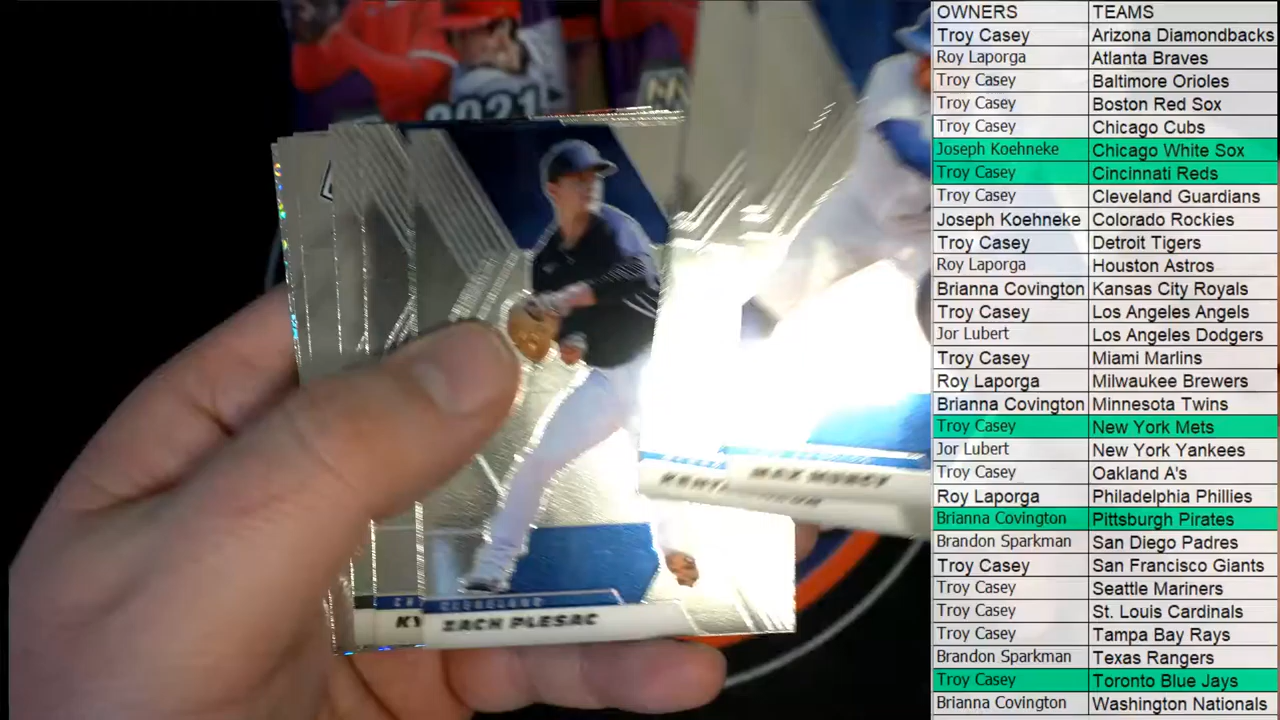 OWNERS TEAMS
Troy Casey Arizona Diamondbacks
Roy Laporga Atlanta Braves
Troy Casey Baltimore Orioles
Troy Casey Boston Red Sox
Troy Casey Chicago Cubs
Joseph Koehneke Chicago White Sox
Troy Casey Cincinnati Reds
Troy Casey Cleveland Guardians
Joseph Koehneke Colorado Rockies
Troy Casey Detroit Tigers
Roy Laporga Houston Astros
Brianna Covington Kansas City Royals
Troy Casey Los Angeles Angels
Jor Lubert Los Angeles Dodgers
Troy Casey Miami Marlins
Roy Laporga Milwaukee Brewers
Brianna Covington Minnesota Twins
Troy Casey New York Mets
Jor Lubert New York Yankees
Troy Casey Oakland A's
Roy Laporga Philadelphia Phillies
Brianna Covington Pittsburgh Pirates
Brandon Sparkman San Diego Padres
Troy Casey San Francisco Giants
Troy Casey Seattle Mariners
Troy Casey St. Louis Cardinals
Troy Casey Tampa Bay Rays
Brandon Sparkman Texas Rangers
Troy Casey Toronto Blue Jays
Brianna Covington Washington Nationals
2021
MAX MUNCY
CLEVELAND
ZACH PLESAC
KY